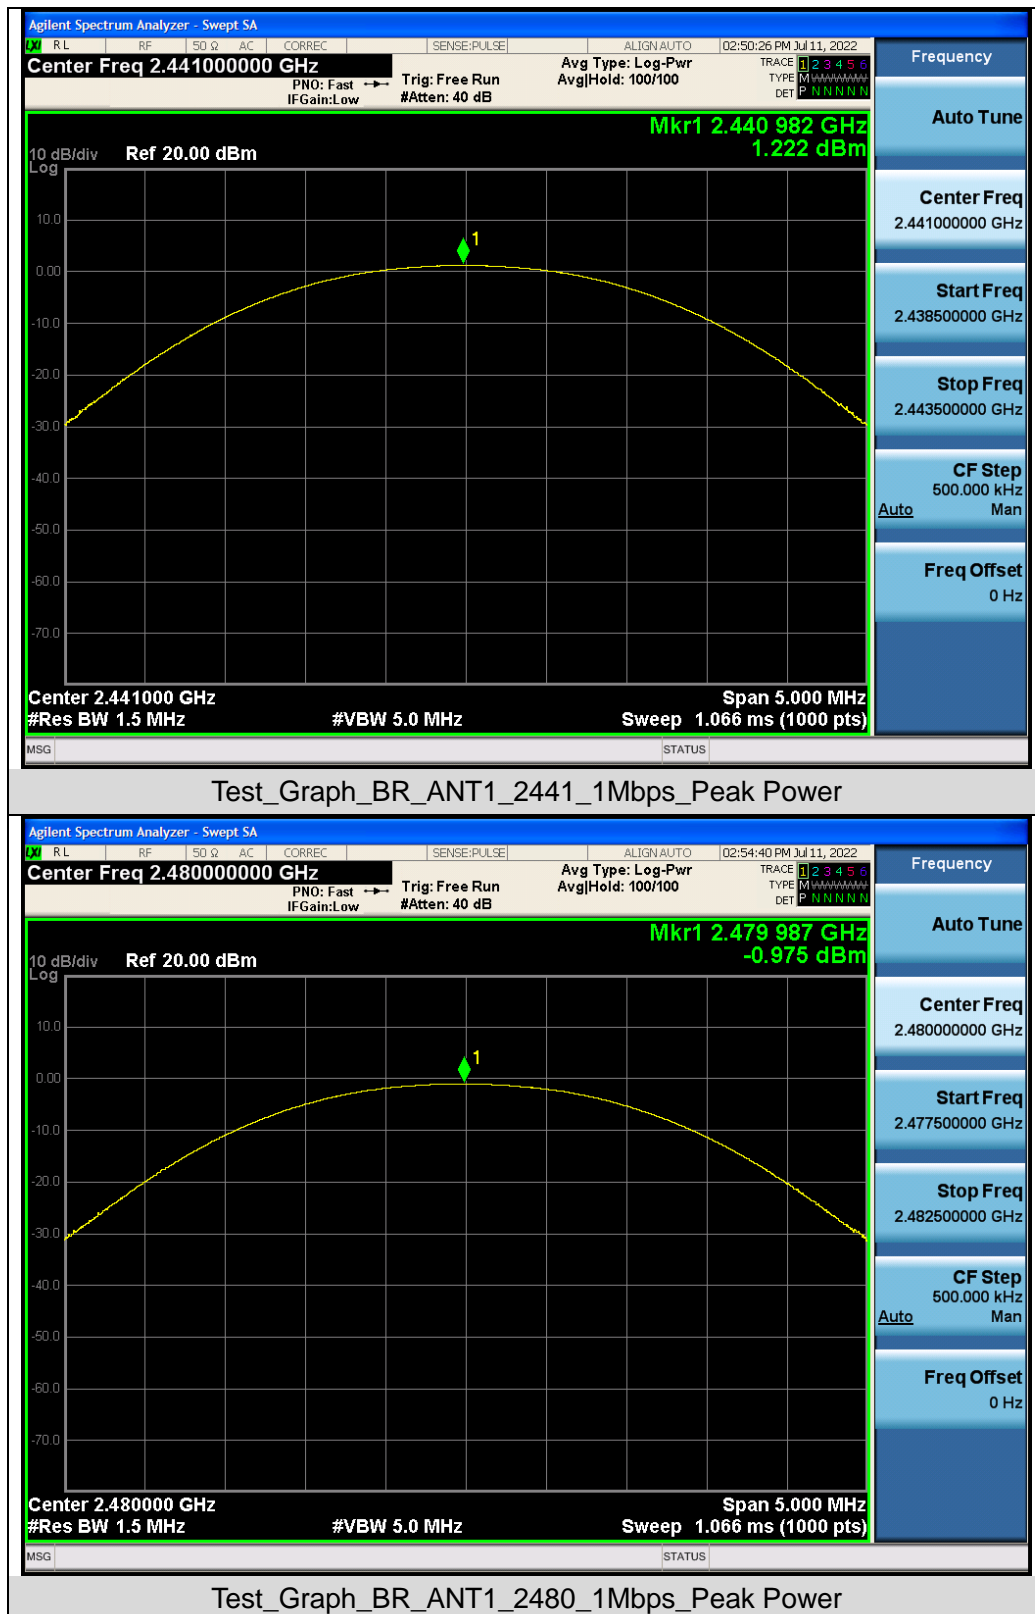 Agilent Spectrum Analyzer - Swept SA
LXI RL RF 50 Ω AC CORREC SENSE:PULSE ALIGN AUTO 02:50:26 PM Jul 11, 2022
Center Freq 2.441000000 GHz
PNO: Fast
IFGain:Low
Trig: Free Run
#Atten: 40 dB
Avg Type: Log-Pwr
Avg|Hold: 100/100
TRACE 1 2 3 4 5 6
TYPE M
DET P N N N N N
Frequency
Auto Tune
Mkr1 2.440 982 GHz
1.222 dBm
10 dB/div Ref 20.00 dBm
Log
10.0
0.00
-10.0
-20.0
-30.0
-40.0
-50.0
-60.0
-70.0
1
Center Freq
2.441000000 GHz
Start Freq
2.438500000 GHz
Stop Freq
2.443500000 GHz
CF Step
500.000 kHz
Auto Man
Freq Offset
0 Hz
Center 2.441000 GHz Span 5.000 MHz
#Res BW 1.5 MHz #VBW 5.0 MHz Sweep 1.066 ms (1000 pts)
MSG STATUS
Test_Graph_BR_ANT1_2441_1Mbps_Peak Power
Agilent Spectrum Analyzer - Swept SA
LXI RL RF 50 Ω AC CORREC SENSE:PULSE ALIGN AUTO 02:54:40 PM Jul 11, 2022
Center Freq 2.480000000 GHz
PNO: Fast
IFGain:Low
Trig: Free Run
#Atten: 40 dB
Avg Type: Log-Pwr
Avg|Hold: 100/100
TRACE 1 2 3 4 5 6
TYPE M
DET P N N N N N
Frequency
Auto Tune
Mkr1 2.479 987 GHz
-0.975 dBm
10 dB/div Ref 20.00 dBm
Log
10.0
0.00
-10.0
-20.0
-30.0
-40.0
-50.0
-60.0
-70.0
1
Center Freq
2.480000000 GHz
Start Freq
2.477500000 GHz
Stop Freq
2.482500000 GHz
CF Step
500.000 kHz
Auto Man
Freq Offset
0 Hz
Center 2.480000 GHz Span 5.000 MHz
#Res BW 1.5 MHz #VBW 5.0 MHz Sweep 1.066 ms (1000 pts)
MSG STATUS
Test_Graph_BR_ANT1_2480_1Mbps_Peak Power